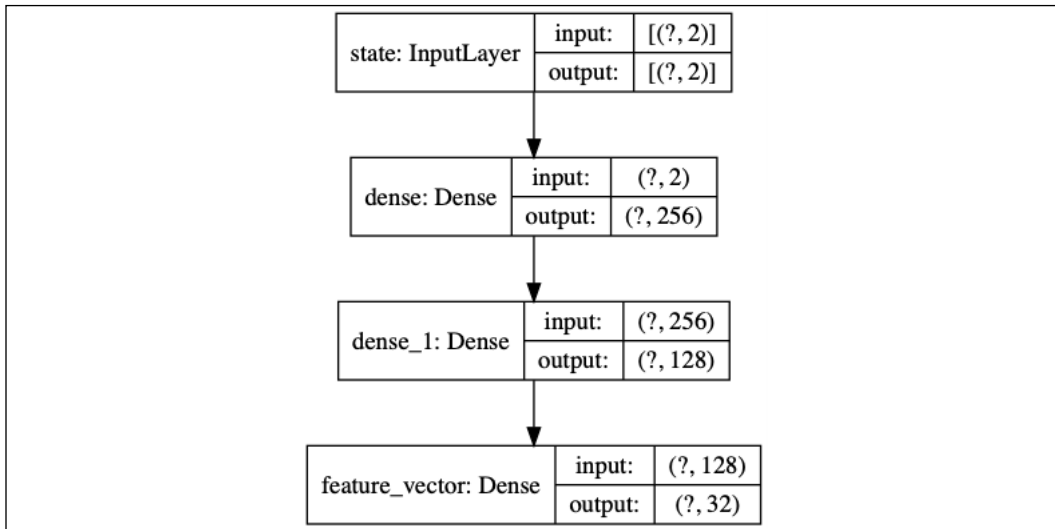 state: InputLayer
input: [(?, 2)]
output: [(?, 2)]
dense: Dense
input: (?, 2)
output: (?, 256)
dense_1: Dense
input: (?, 256)
output: (?, 128)
feature_vector: Dense
input: (?, 128)
output: (?, 32)